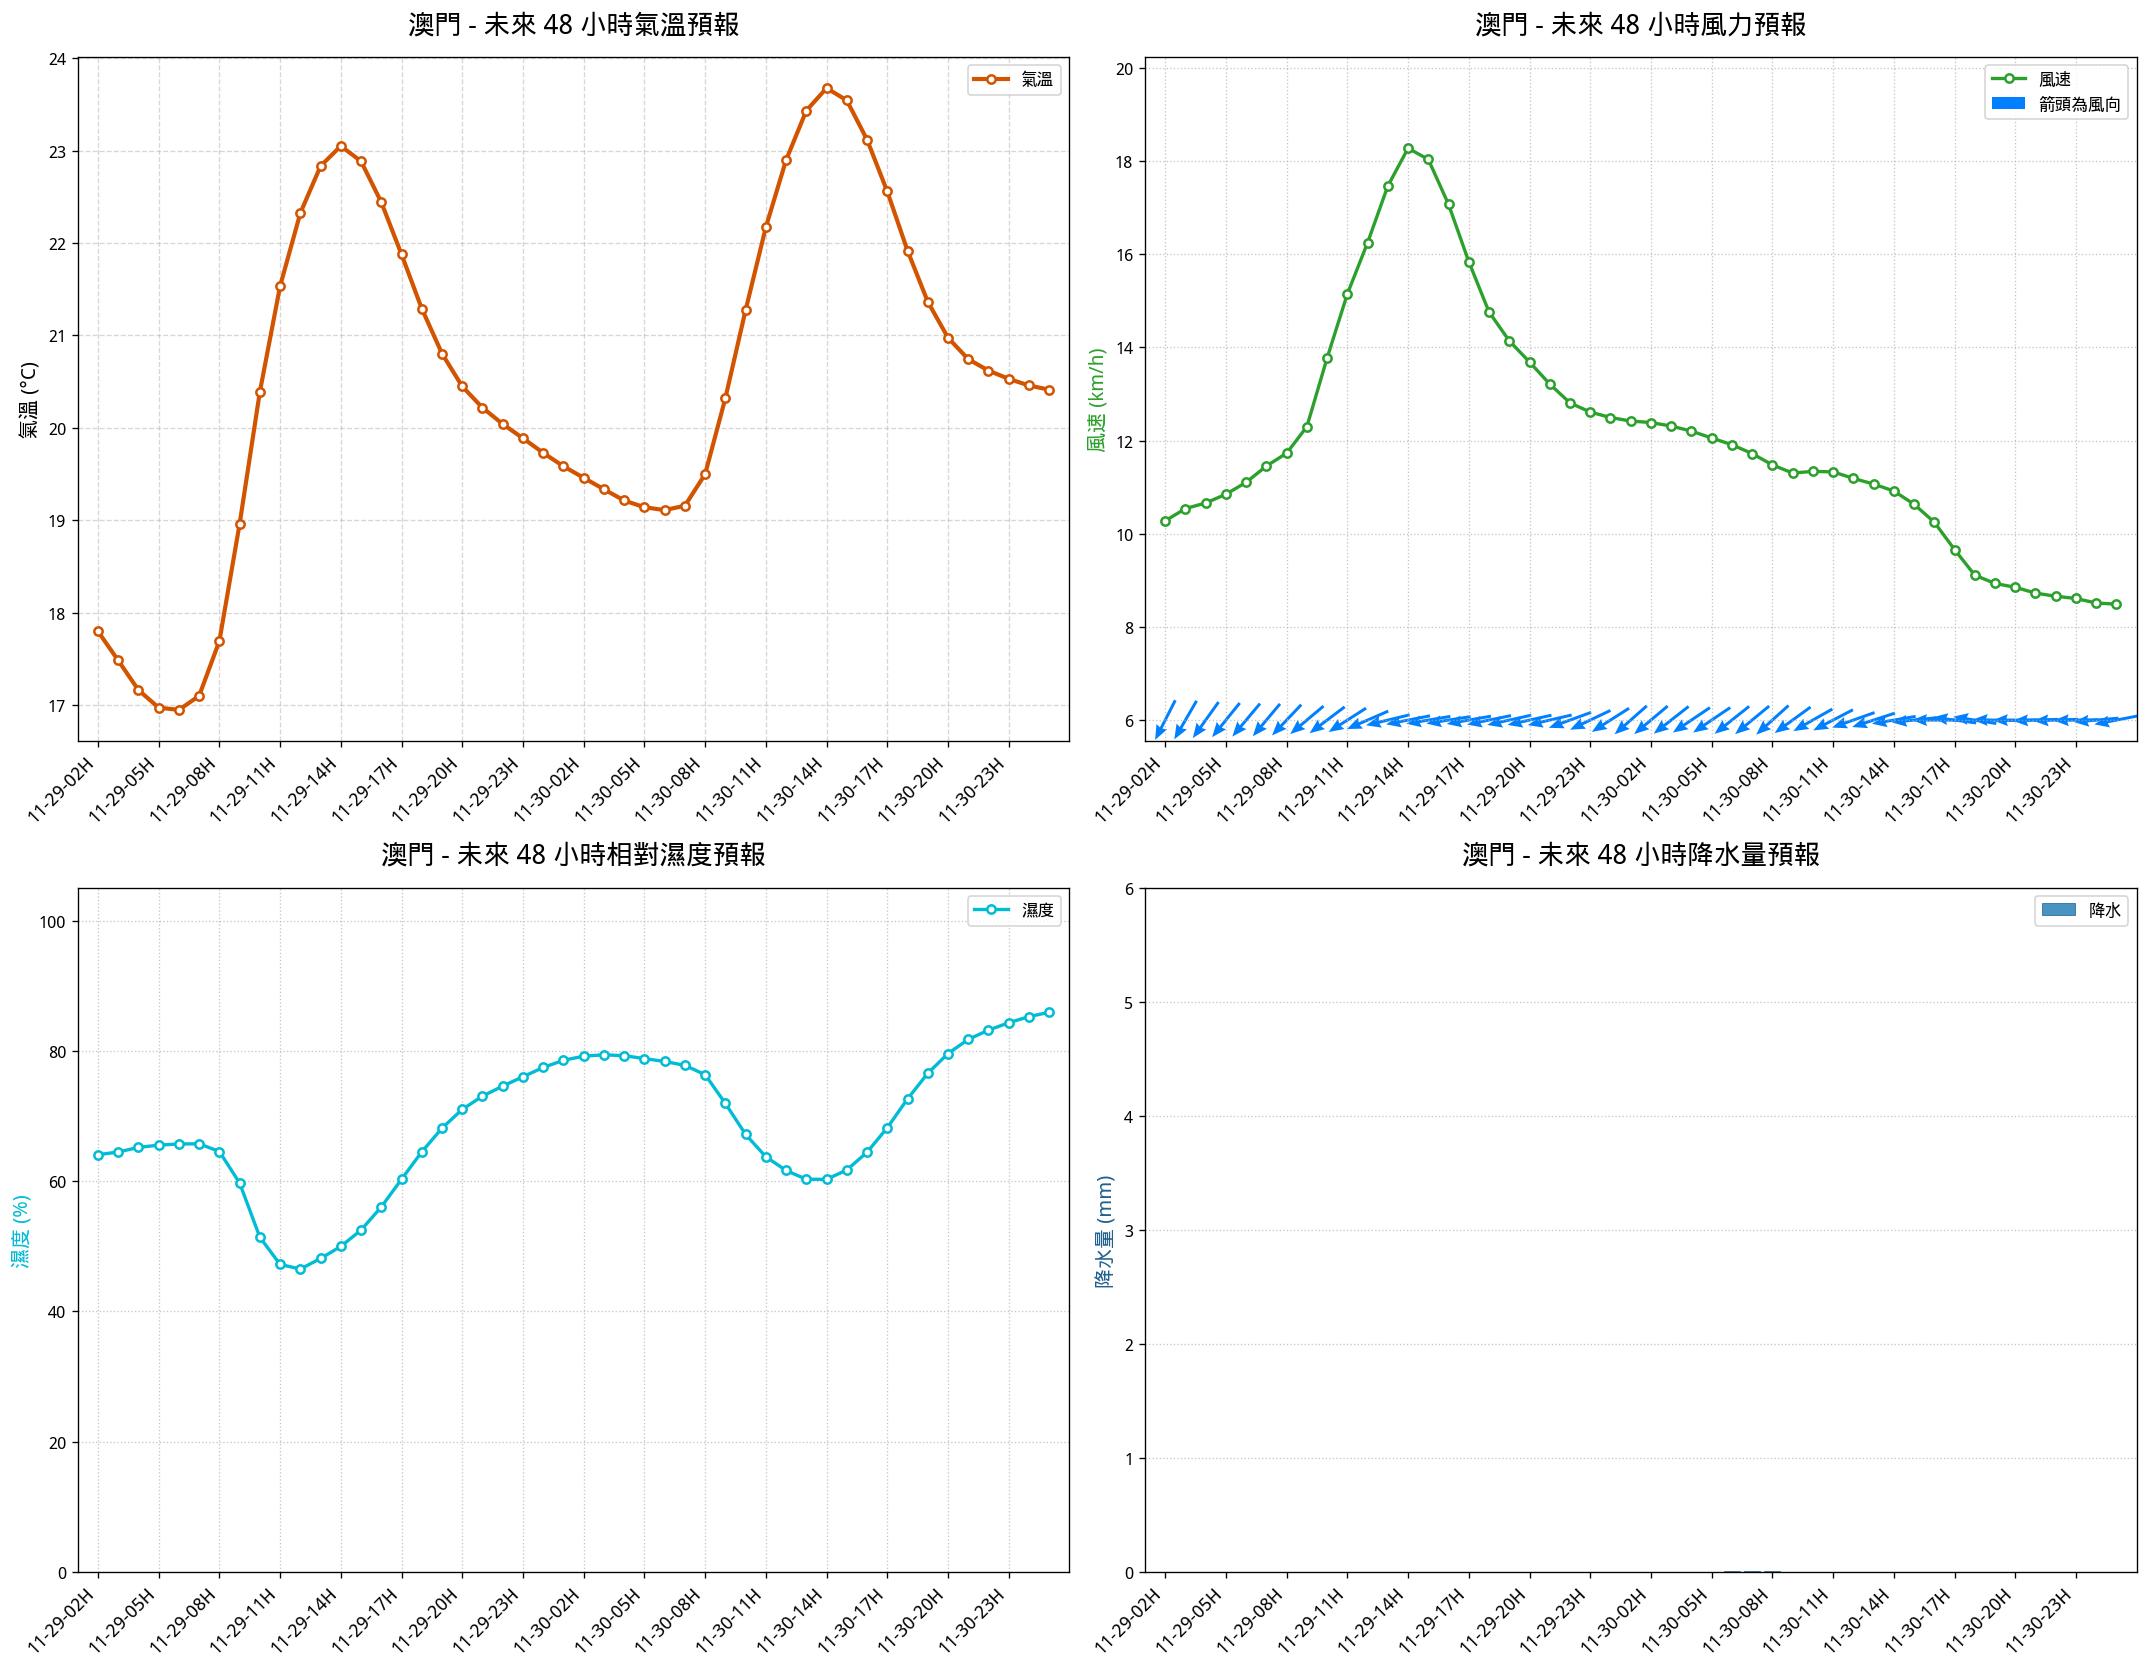 澳門 - 未來 48 小時氣溫預報
氣溫
氣溫 (°C)
24
23
22
21
20
19
18
17
11-29-02H
11-29-05H
11-29-08H
11-29-11H
11-29-14H
11-29-17H
11-29-20H
11-29-23H
11-30-02H
11-30-05H
11-30-08H
11-30-11H
11-30-14H
11-30-17H
11-30-20H
11-30-23H
澳門 - 未來 48 小時風力預報
風速
箭頭為風向
風速 (km/h)
20
18
16
14
12
10
8
6
11-29-02H
11-29-05H
11-29-08H
11-29-11H
11-29-14H
11-29-17H
11-29-20H
11-29-23H
11-30-02H
11-30-05H
11-30-08H
11-30-11H
11-30-14H
11-30-17H
11-30-20H
11-30-23H
澳門 - 未來 48 小時相對濕度預報
濕度
濕度 (%)
100
80
60
40
20
0
11-29-02H
11-29-05H
11-29-08H
11-29-11H
11-29-14H
11-29-17H
11-29-20H
11-29-23H
11-30-02H
11-30-05H
11-30-08H
11-30-11H
11-30-14H
11-30-17H
11-30-20H
11-30-23H
澳門 - 未來 48 小時降水量預報
降水
降水量 (mm)
6
5
4
3
2
1
0
11-29-02H
11-29-05H
11-29-08H
11-29-11H
11-29-14H
11-29-17H
11-29-20H
11-29-23H
11-30-02H
11-30-05H
11-30-08H
11-30-11H
11-30-14H
11-30-17H
11-30-20H
11-30-23H